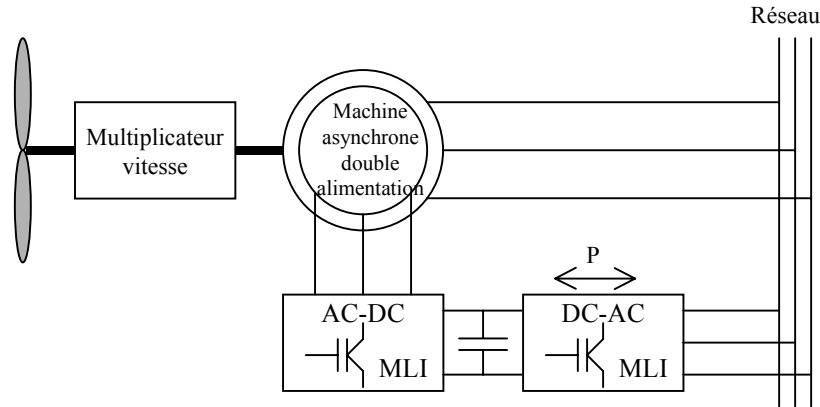 Réseau
Multiplicateur
vitesse
Machine
asynchrone
double
alimentation
P
AC-DC
MLI
DC-AC
MLI